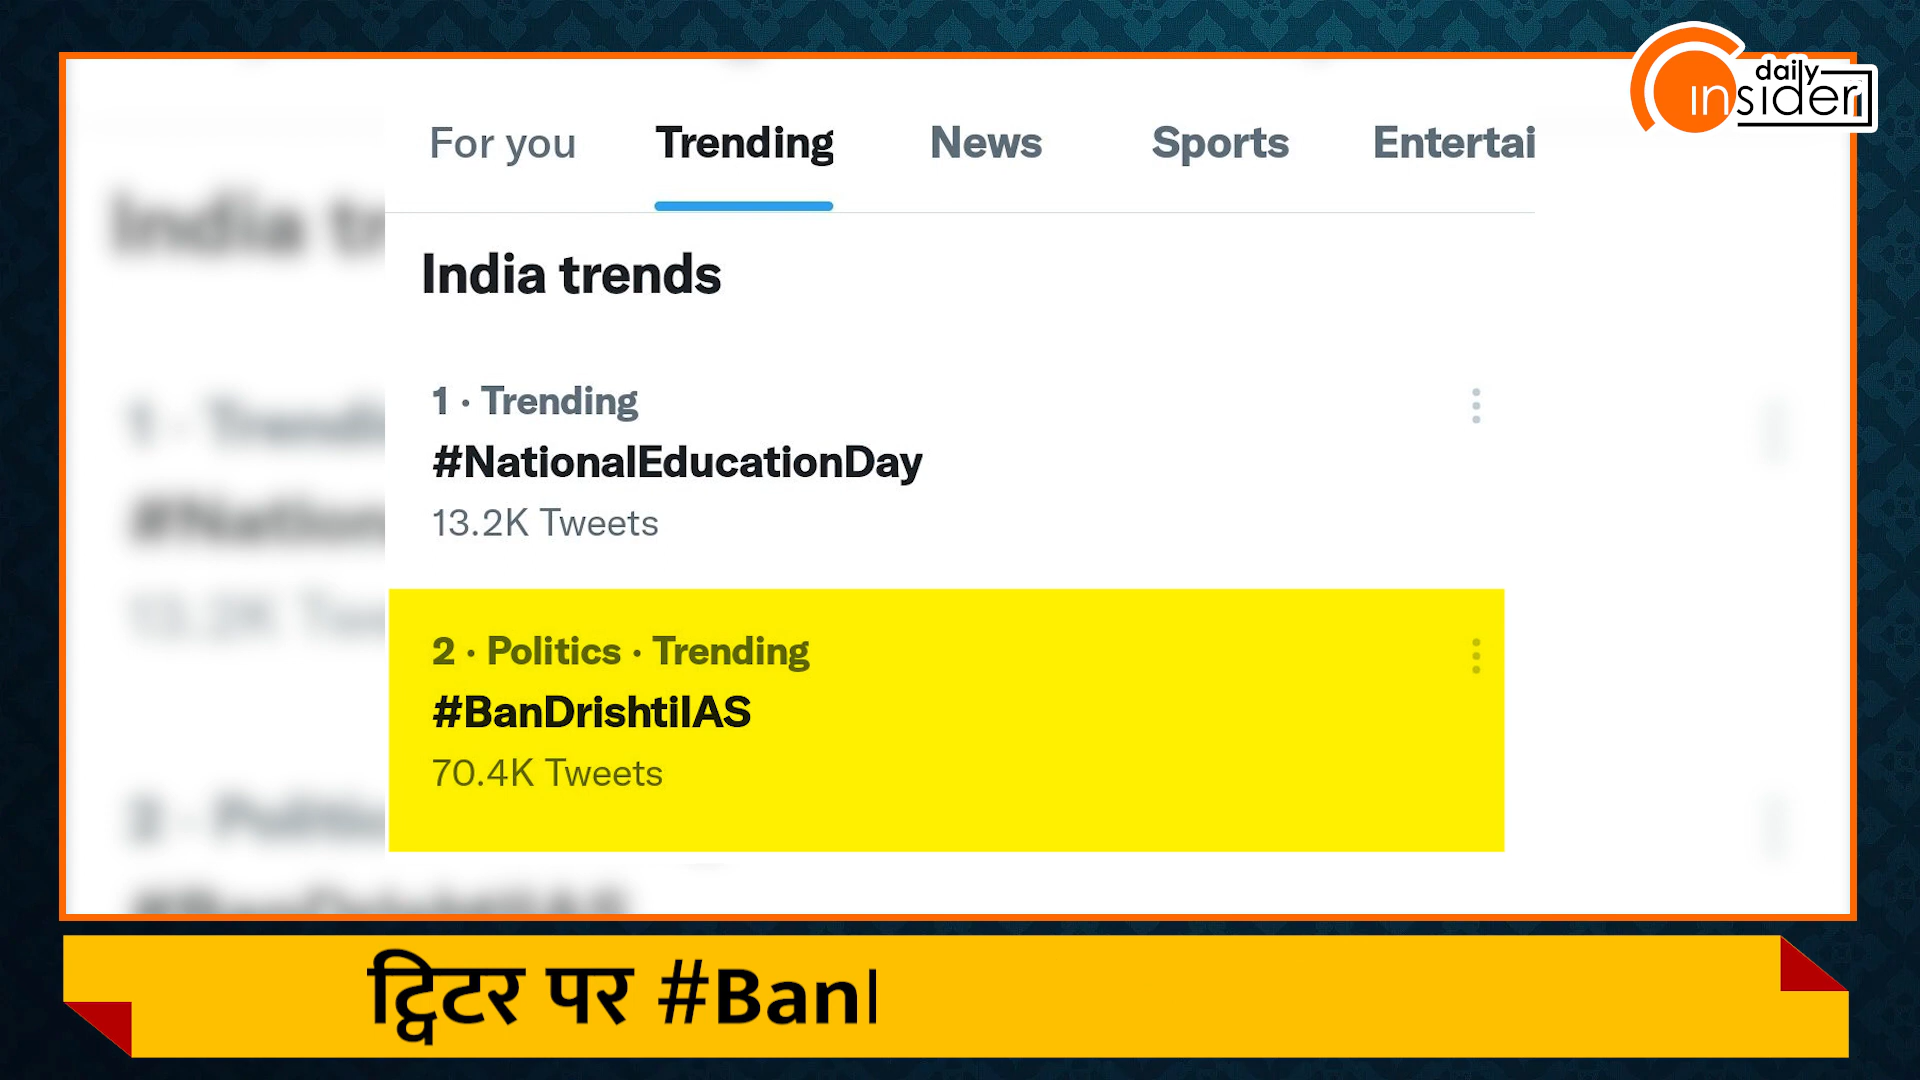 daily
insider
For you Trending News Sports Entertai
India trends
1 · Trending
#NationalEducationDay
13.2K Tweets
2 · Politics · Trending
#BanDrishtiIAS
70.4K Tweets
ट्विटर पर #Ban